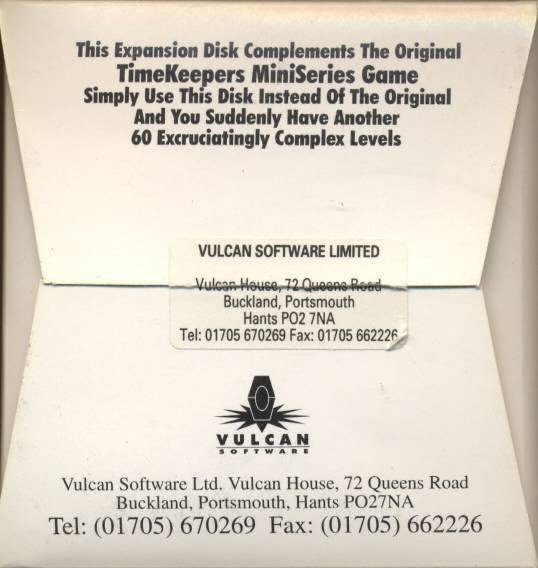 This Expansion Disk Complements The Original
TimeKeepers MiniSeries Game
Simply Use This Disk Instead Of The Original
And You Suddenly Have Another
60 Excruciatingly Complex Levels
VULCAN SOFTWARE LIMITED
Vulcan House, 72 Queens Road
Buckland, Portsmouth
Hants PO2 7NA
Tel: 01705 670269 Fax: 01705 662226
VULCAN
SOFTWARE
Vulcan Software Ltd. Vulcan House, 72 Queens Road
Buckland, Portsmouth, Hants PO27NA
Tel: (01705) 670269 Fax: (01705) 662226